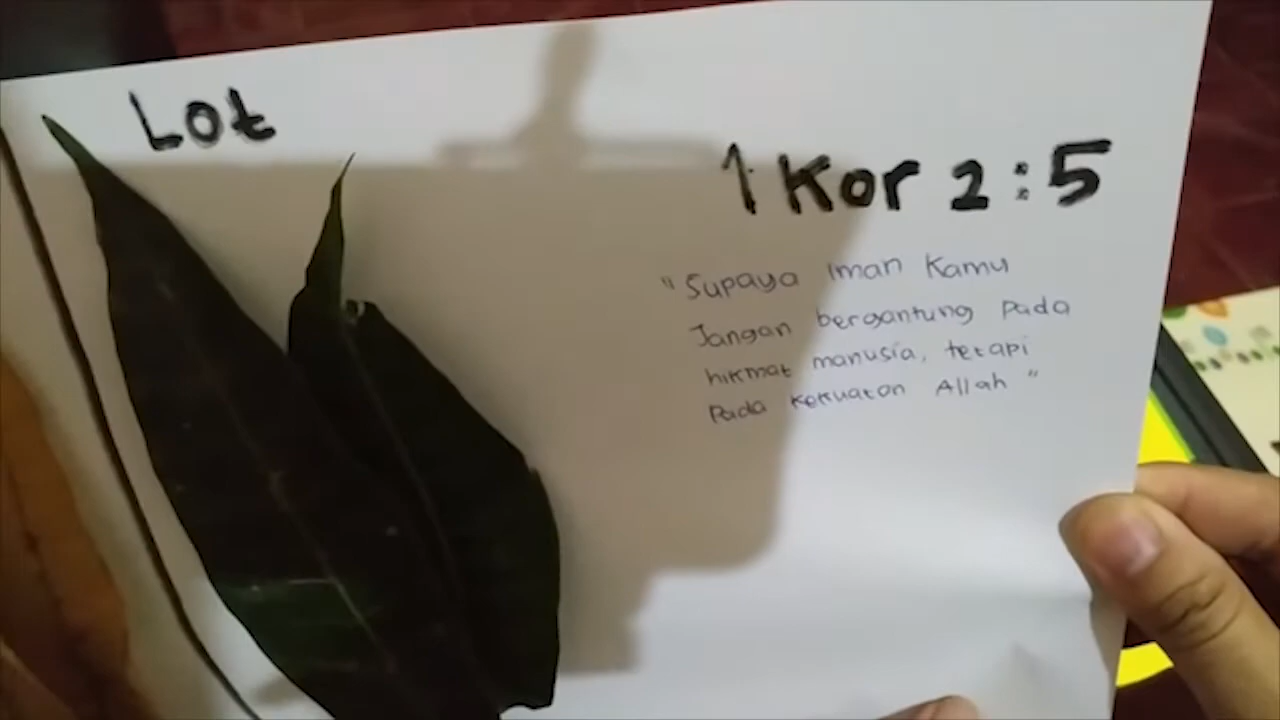 Lot
1 Kor 2:5
"Supaya iman Kamu
Jangan bergantung Pada
hikmat manusia, tetapi
Pada kekuatan Allah"